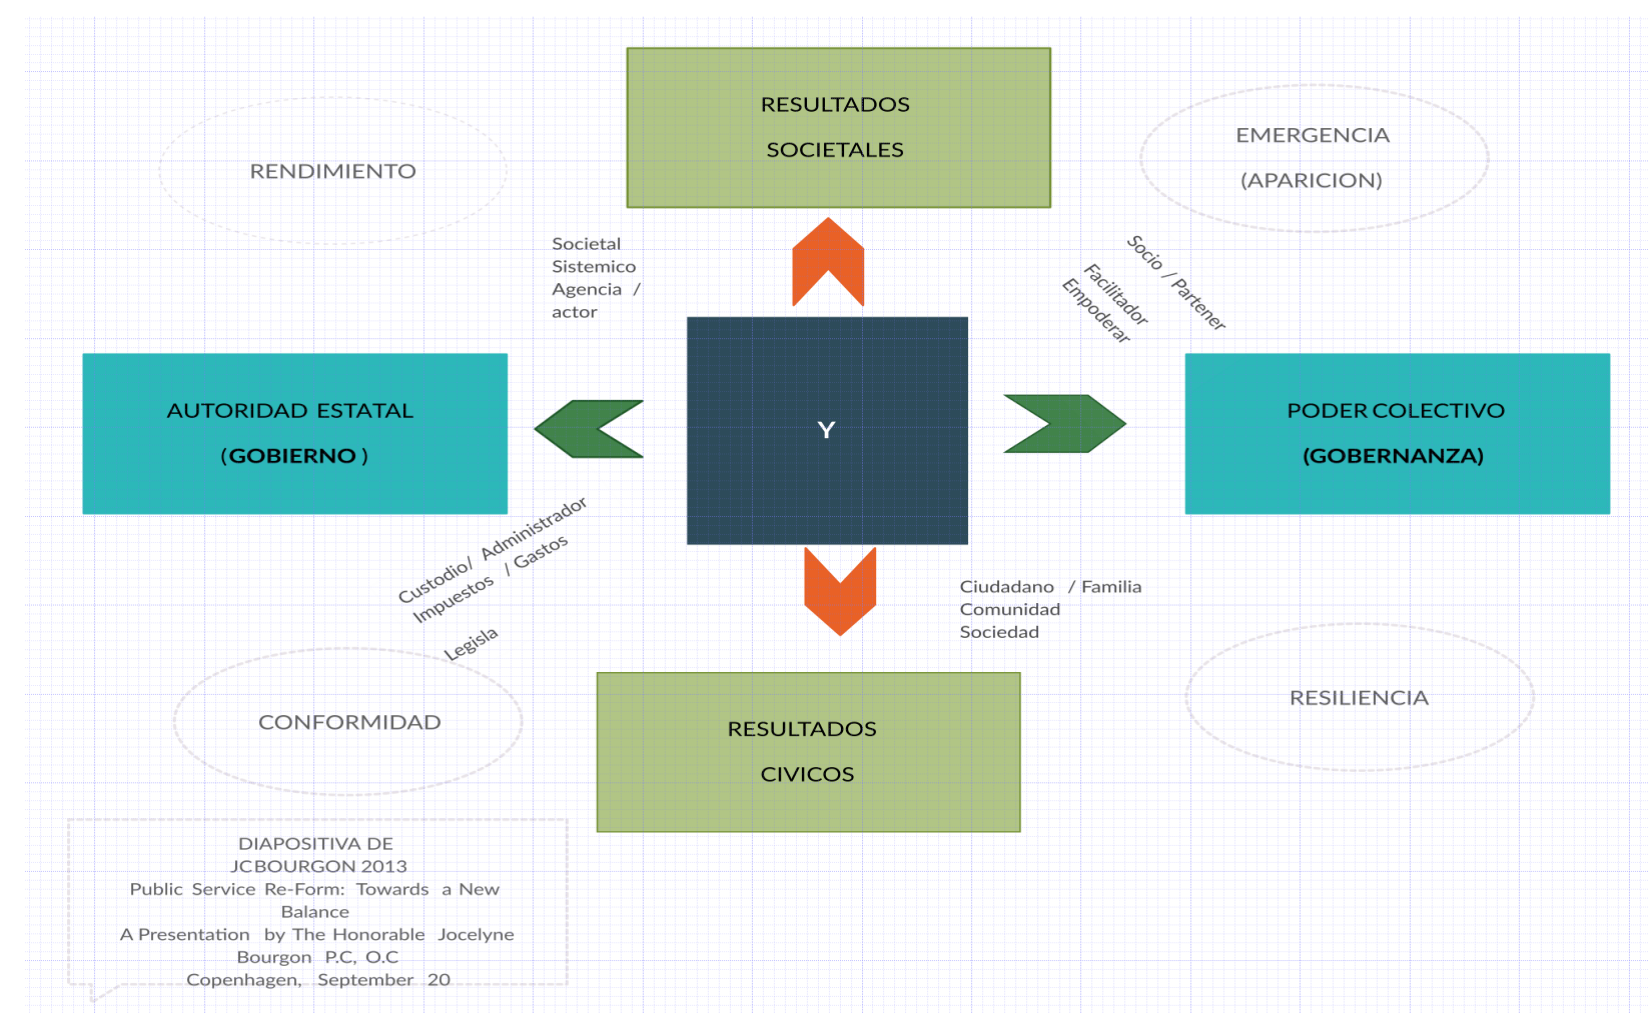 RESULTADOS
SOCIETALES
RENDIMIENTO
EMERGENCIA
(APARICION)
Societal
Sistemico
Agencia /
actor
Socio / Partener
Facilitador
Empoderar
AUTORIDAD ESTATAL
(GOBIERNO )
Y
PODER COLECTIVO
(GOBERNANZA)
Custodio/ Administrador
Impuestos / Gastos
Legisla
Ciudadano / Familia
Comunidad
Sociedad
CONFORMIDAD
RESILIENCIA
RESULTADOS
CIVICOS
DIAPOSITIVA DE
JCBOURGON 2013
Public Service Re-Form: Towards a New
Balance
A Presentation by The Honorable Jocelyne
Bourgon P.C, O.C
Copenhagen, September 20